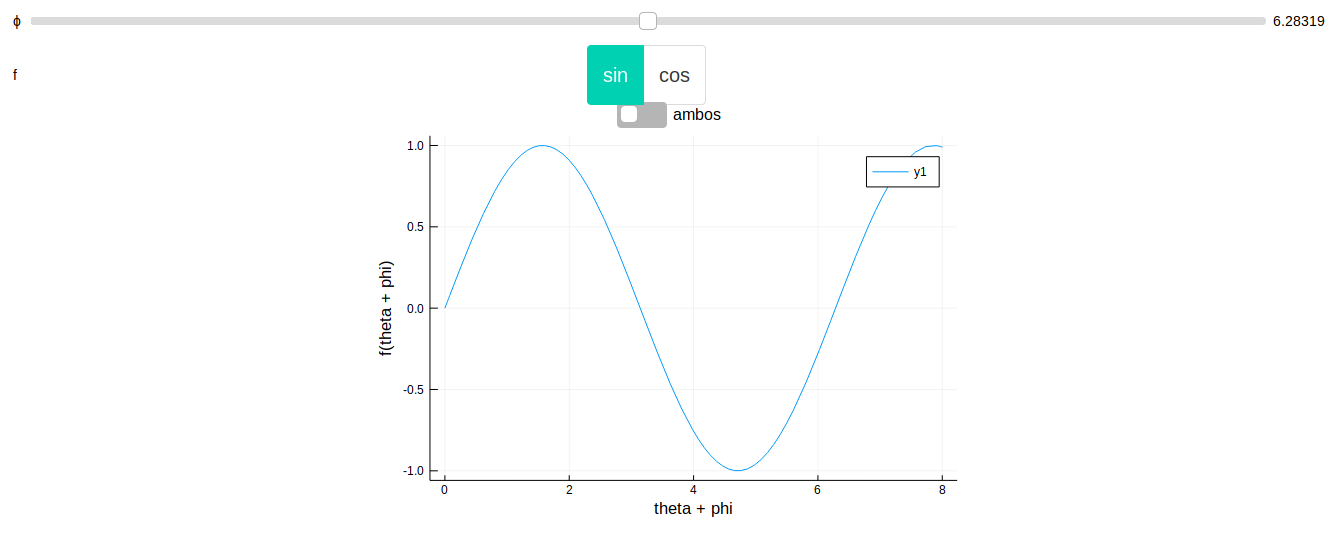 ϕ 6.28319
f sin cos
ambos
1.0
0.5
0.0
-0.5
-1.0
f(theta + phi)
y1
0 2 4 6 8
theta + phi